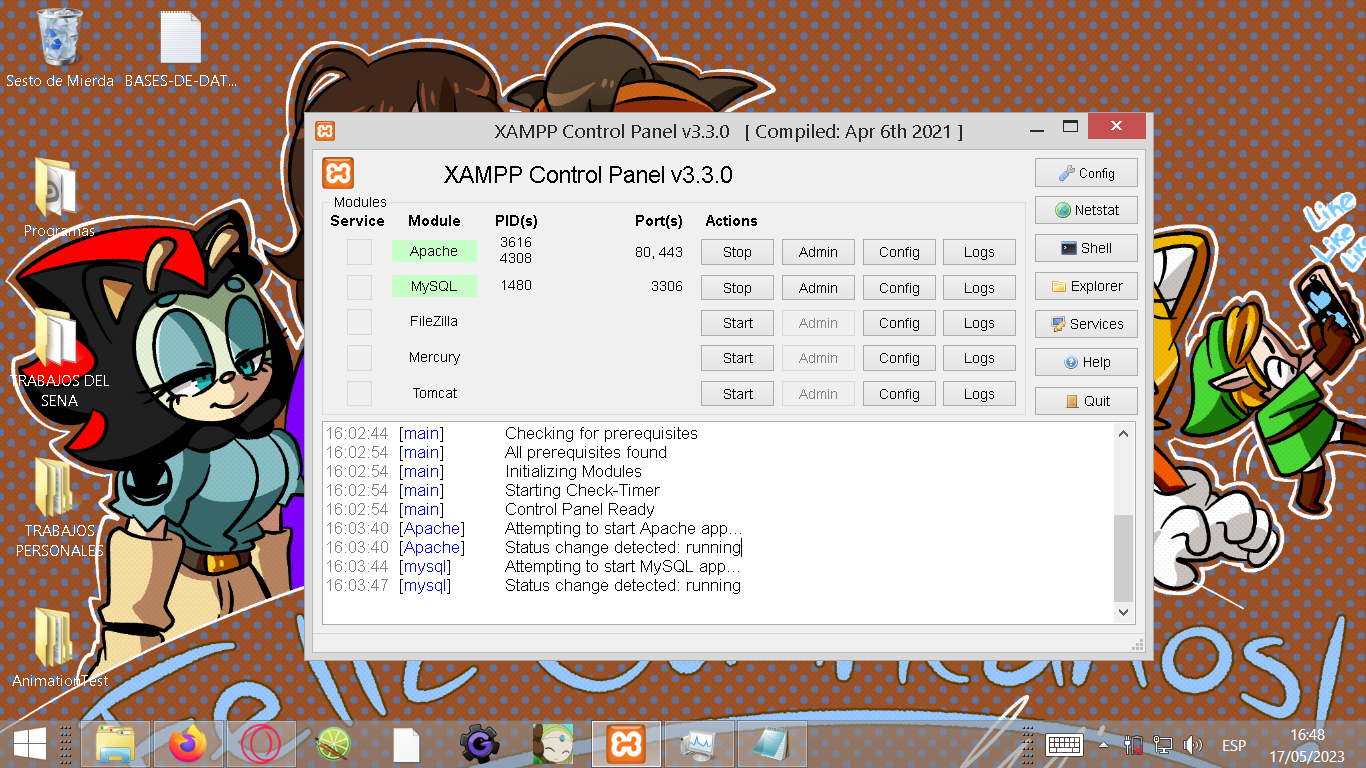 Sesto de Mierda
BASES-DE-DAT...
Programas
TRABAJOS DEL
SENA
TRABAJOS
PERSONALES
AnimationTest
XAMPP Control Panel v3.3.0 [ Compiled: Apr 6th 2021 ]
XAMPP Control Panel v3.3.0
Modules
Service Module PID(s) Port(s) Actions
Apache 3616 4308 80, 443 Stop Admin Config Logs
MySQL 1480 3306 Stop Admin Config Logs
FileZilla Start Admin Config Logs
Mercury Start Admin Config Logs
Tomcat Start Admin Config Logs
Config
Netstat
Shell
Explorer
Services
Help
Quit
16:02:44 [main] Checking for prerequisites
16:02:54 [main] All prerequisites found
16:02:54 [main] Initializing Modules
16:02:54 [main] Starting Check-Timer
16:02:54 [main] Control Panel Ready
16:03:40 [Apache] Attempting to start Apache app...
16:03:40 [Apache] Status change detected: running
16:03:44 [mysql] Attempting to start MySQL app...
16:03:47 [mysql] Status change detected: running
Like
Like
Like
ESP
16:48
17/05/2023